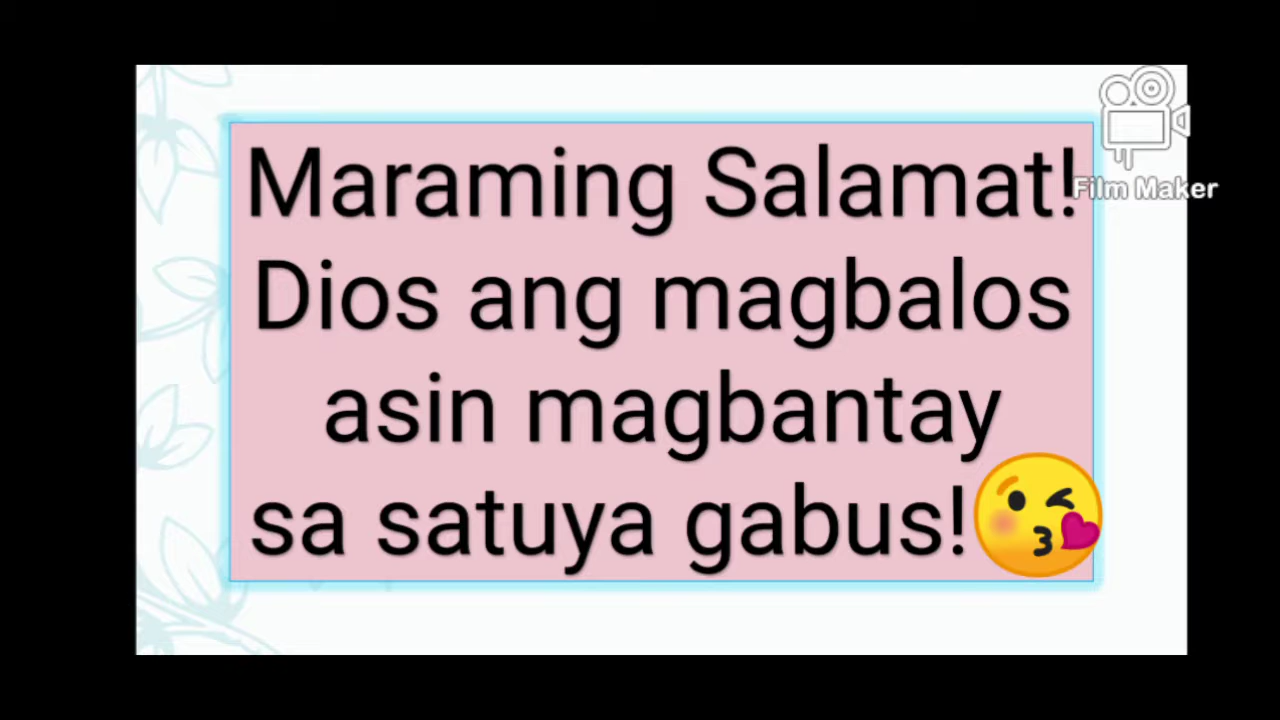 Maraming Salamat!
Film Maker
Dios ang magbalos
asin magbantay
sa satuya gabus!